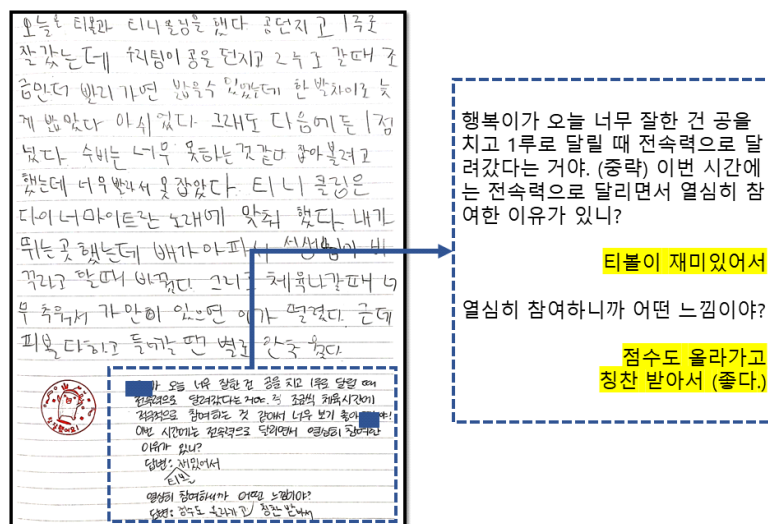 오늘은 티볼과 티니클링을 했다. 공던지고 1루로
잘 갔는데 우리팀이 공을 던지고 2루로 갈때 조
금만더 빨리 가면 밟을수 있었는데 한 발차이로 늦
게 밟았다 아쉬웠다. 그래도 다음에는 1점
넜다. 수비는 너무 못하는것같다 잡아볼려고
했는데 너무빨라서 못잡았다. 티니클링은
다이너마이트란 노래에 맞춰 했다. 내가
뛰는곳 했는데 배가아파서 선생님이 바
꾸라고 할때 바꿨다. 그리고 체육나갈때 너
무 추워서 가만히 있으면 이가 떨렸다. 근데
티볼 다하고 들어갈 땐 별로 안추웠다.
오늘 너무 잘한 건 공을 치고 1루로 달릴 때
전속력으로 달려갔다는 거야. 조금씩 체육시간에
적극적으로 참여하는 것 같아서 너무 보기 좋아
이번 시간에는 전속력으로 달리면서 열심히 참여한
이유가 있니?
답변: 재밌어서
티볼
열심히 참여하니까 어떤 느낌이야?
답변: 점수도 올라가고 칭찬 받아서
행복이가 오늘 너무 잘한 건 공을
치고 1루로 달릴 때 전속력으로 달
려갔다는 거야. (중략) 이번 시간에
는 전속력으로 달리면서 열심히 참
여한 이유가 있니?
티볼이 재미있어서
열심히 참여하니까 어떤 느낌이야?
점수도 올라가고
칭찬 받아서 (좋다.)